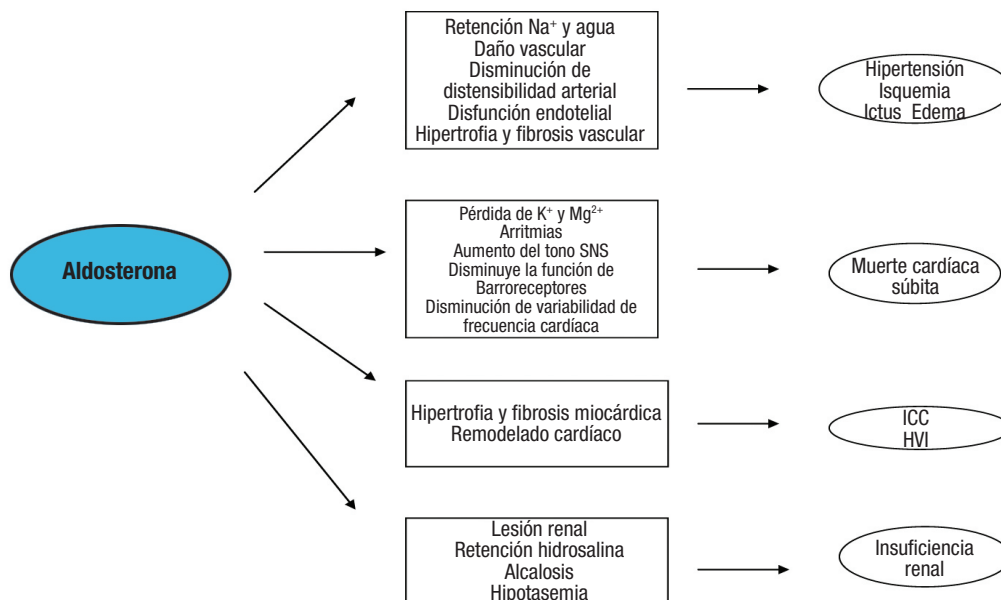 Retención Na⁺ y agua
Daño vascular
Disminución de
distensibilidad arterial
Disfunción endotelial
Hipertrofia y fibrosis vascular
Hipertensión
Isquemia
Ictus Edema
Aldosterona
Pérdida de K⁺ y Mg²⁺
Arritmias
Aumento del tono SNS
Disminuye la función de
Barroreceptores
Disminución de variabilidad de
frecuencia cardíaca
Muerte cardíaca
súbita
Hipertrofia y fibrosis miocárdica
Remodelado cardíaco
ICC
HVI
Lesión renal
Retención hidrosalina
Alcalosis
Hipotasemia
Insuficiencia
renal